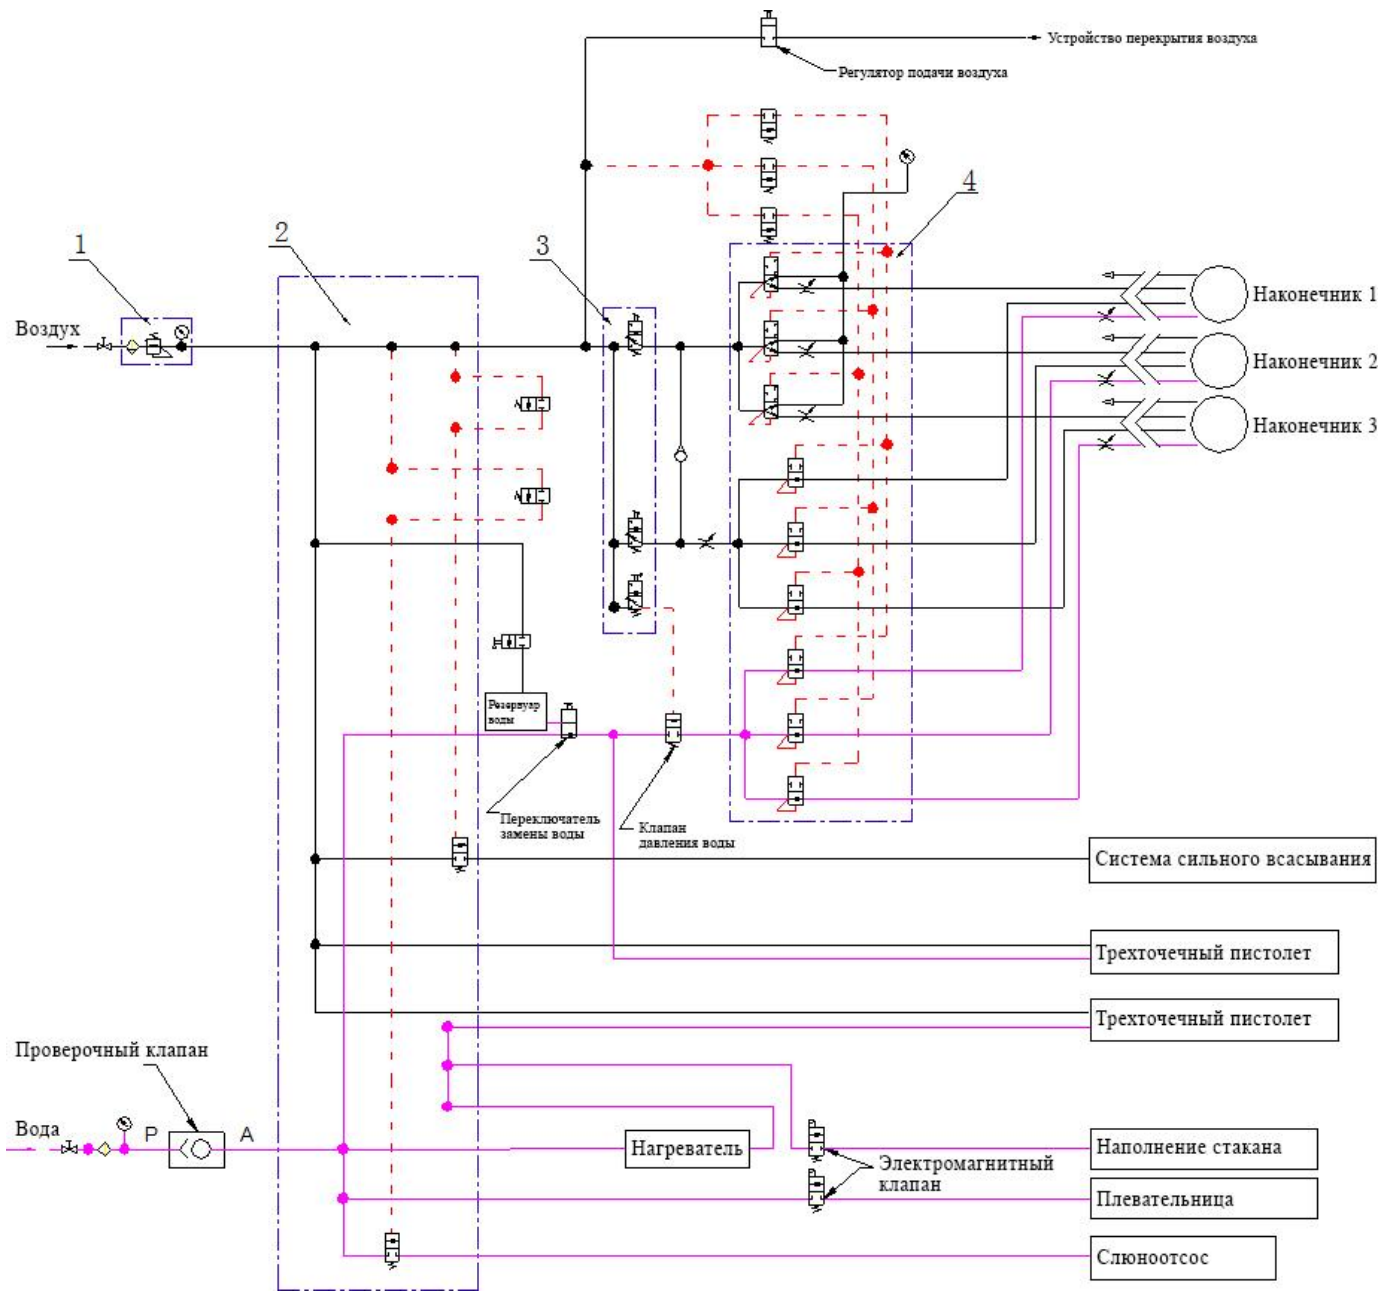 Устройство перекрытия воздуха
Регулятор подачи воздуха
4
1
2
3
Воздух
Наконечник 1
Наконечник 2
Наконечник 3
Резервуар
воды
Переключатель
замены воды
Клапан
давления воды
Система сильного всасывания
Трехточечный пистолет
Трехточечный пистолет
Проверочный клапан
Вода
P
A
Нагреватель
Электромагнитный
клапан
Наполнение стакана
Плевательница
Слюноотсос